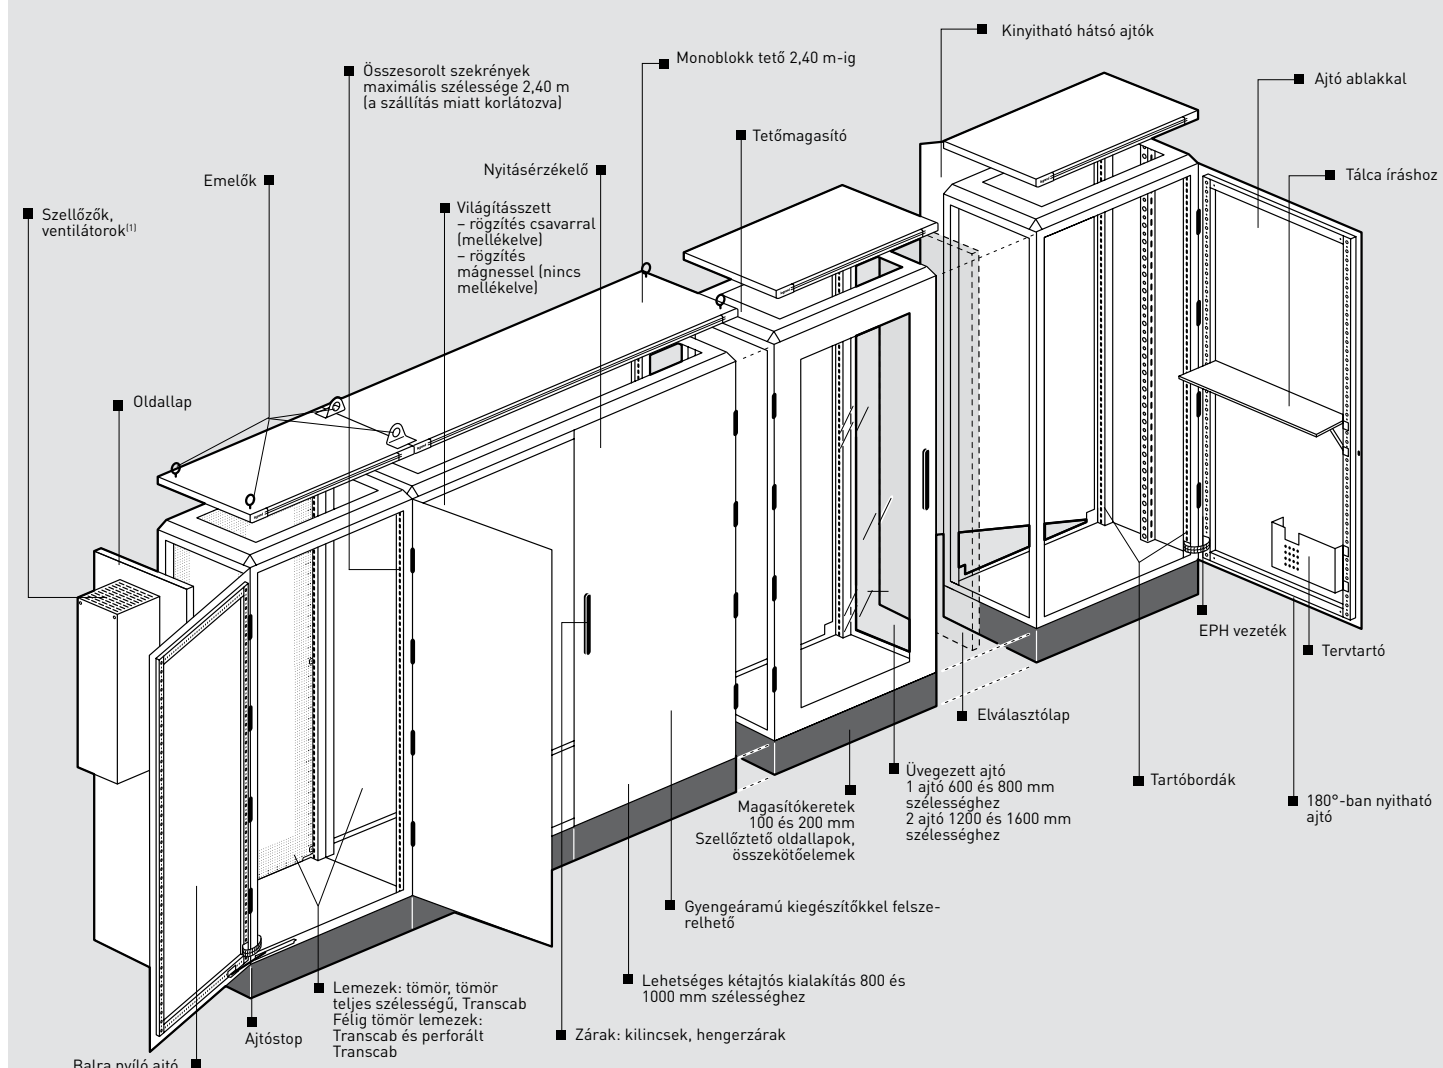 Kinyitható hátsó ajtók
Monoblokk tető 2,40 m-ig
Összesorolt szekrények
maximális szélessége 2,40 m
(a szállítás miatt korlátozva)
Ajtó ablakkal
Tetőmagasító
Nyitásérzékelő
Tálca íráshoz
Emelők
Világításszett
– rögzítés csavarral
(mellékelve)
– rögzítés
mágnessel (nincs
mellékelve)
Szellőzők,
ventilátorok(1)
Oldallap
EPH vezeték
Tervtartó
Elválasztólap
Üvegezett ajtó
1 ajtó 600 és 800 mm
szélességhez
2 ajtó 1200 és 1600 mm
szélességhez
Tartóbordák
180°-ban nyitható
ajtó
Magasítókeretek
100 és 200 mm
Szellőztető oldallapok,
összekötőelemek
Gyengeáramú kiegészítőkkel felsze-
relhető
Lehetséges kétajtós kialakítás 800 és
1000 mm szélességhez
Lemezek: tömör, tömör
teljes szélességű, Transcab
Félig tömör lemezek:
Transcab és perforált
Transcab
Zárak: kilincsek, hengerzárak
Ajtóstop
Balra nyíló ajtó